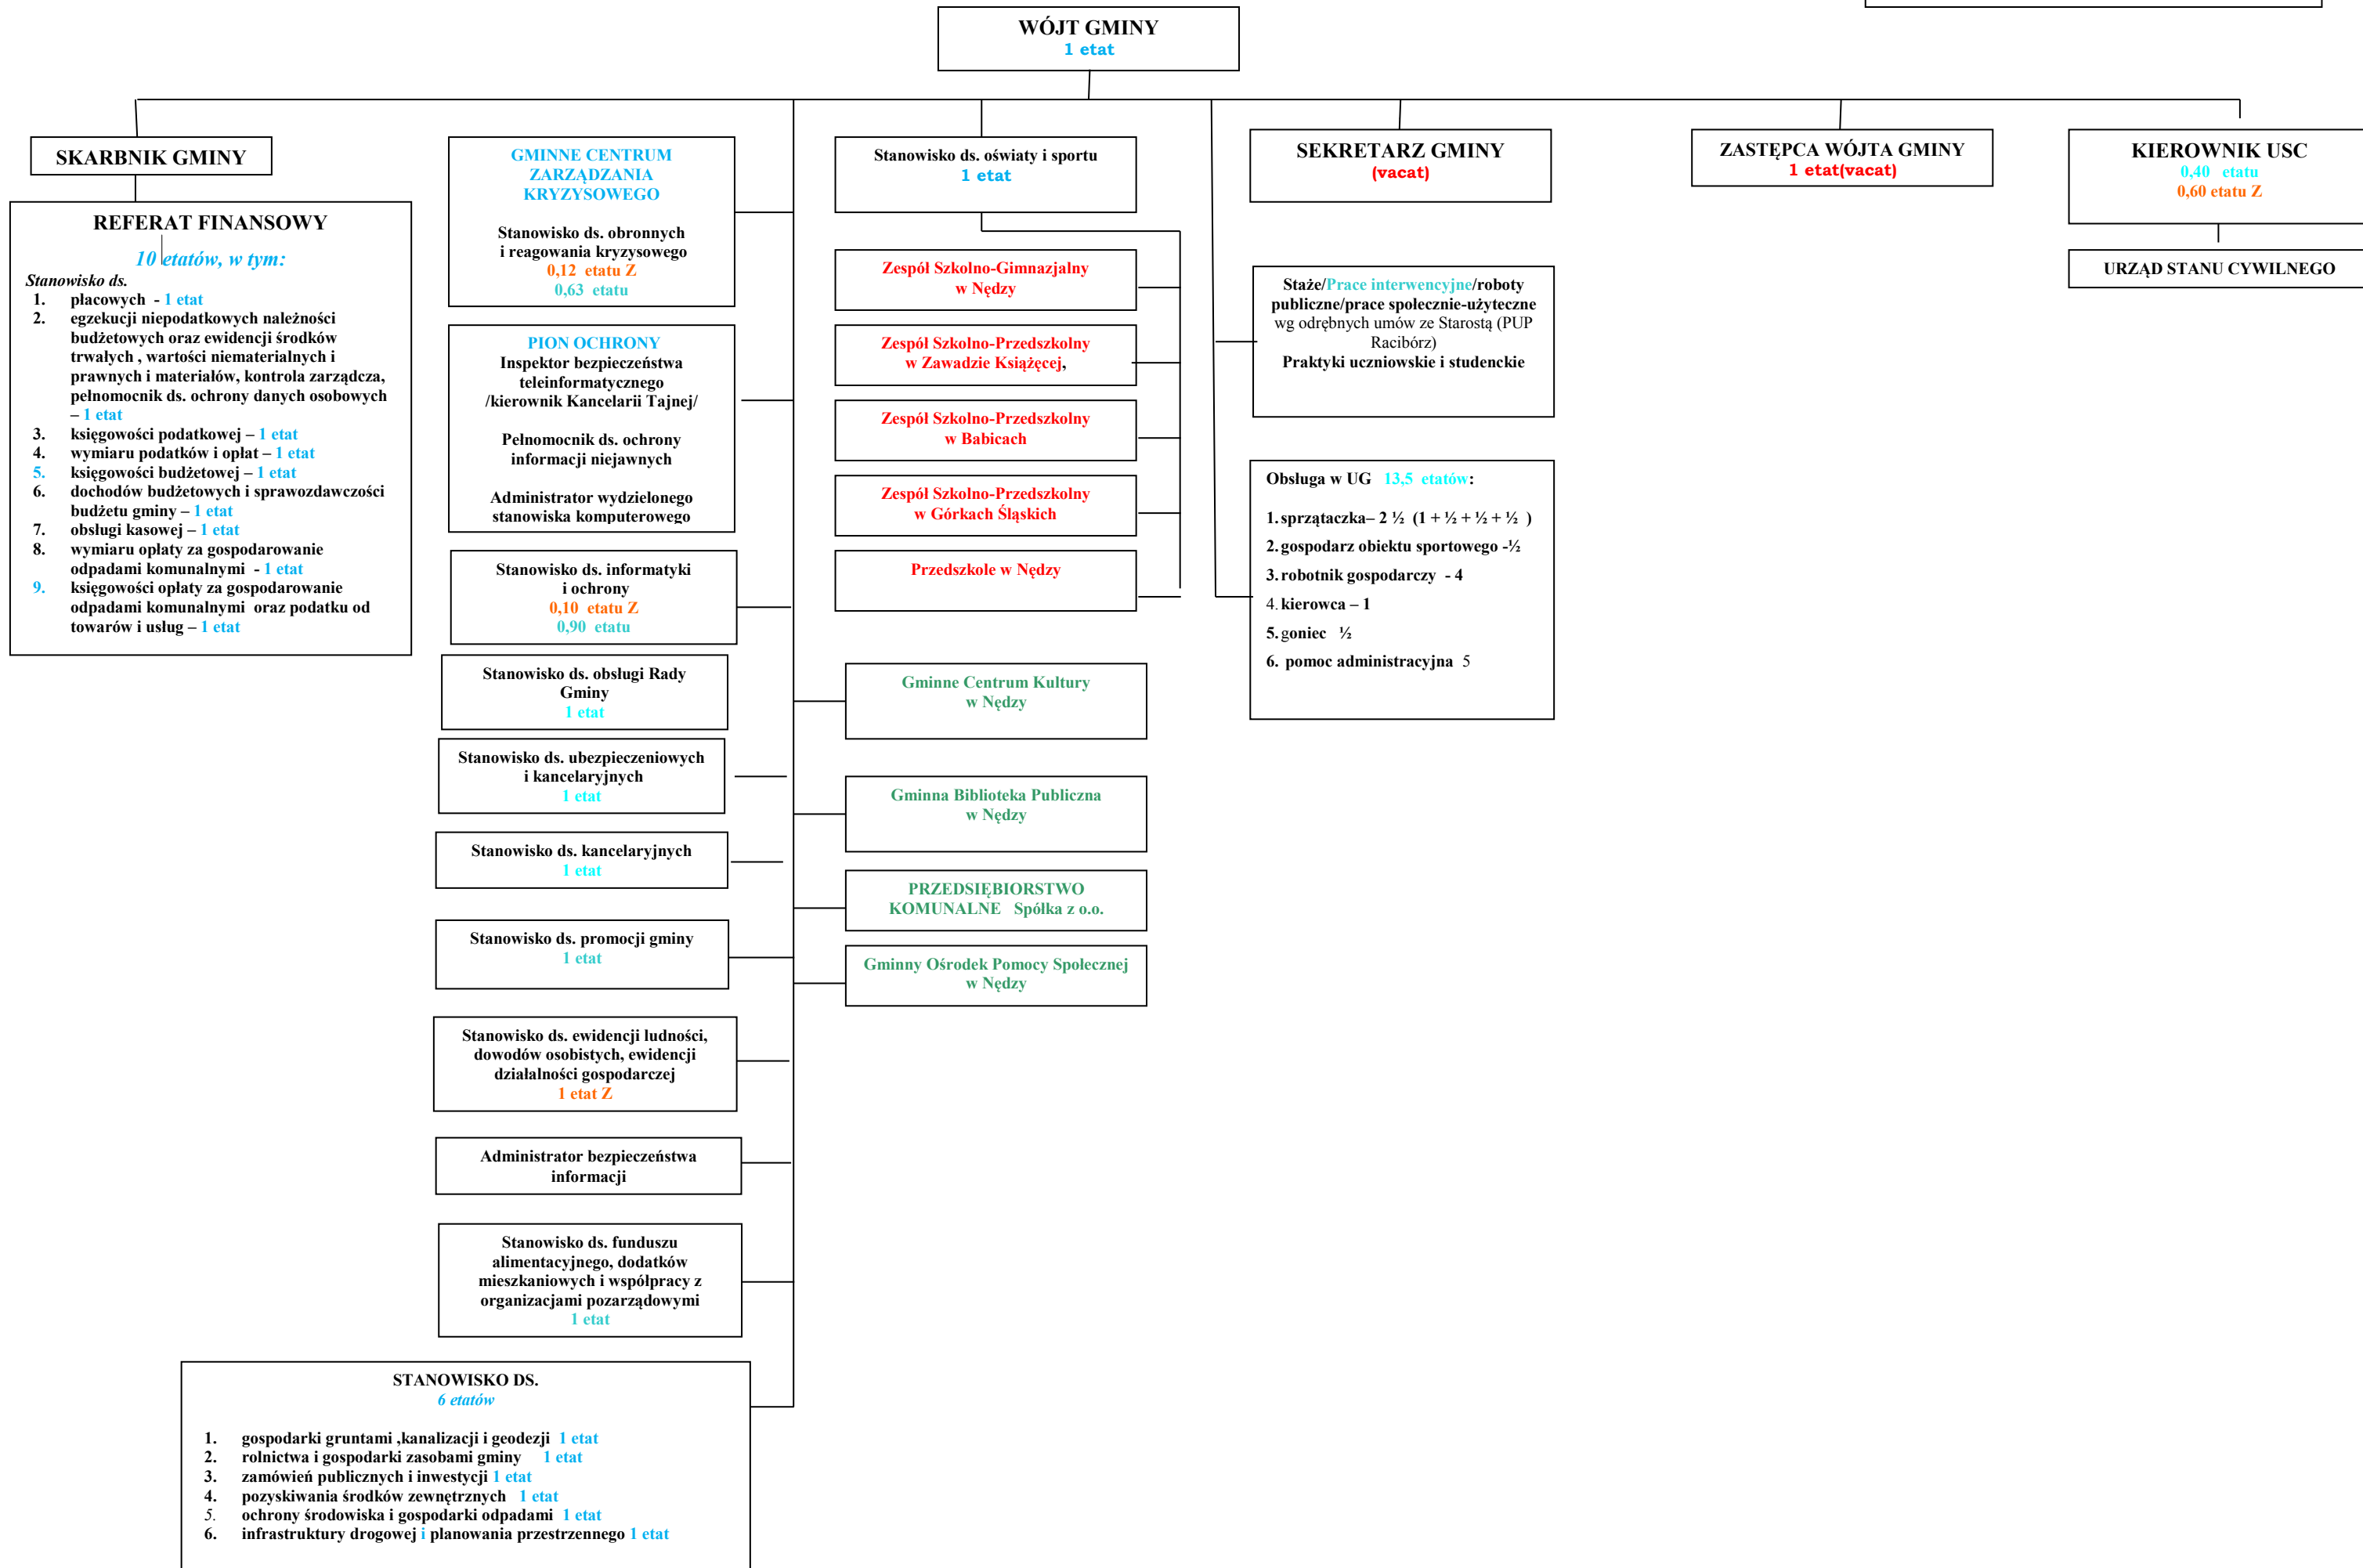 WÓJT GMINY
1 etat
SKARBNIK GMINY
REFERAT FINANSOWY
10 etatów, w tym:
Stanowisko ds.
1. płacowych - 1 etat
2. egzekucji niepodatkowych należności
budżetowych oraz ewidencji środków
trwałych , wartości niematerialnych i
prawnych i materiałów, kontrola zarządcza,
pełnomocnik ds. ochrony danych osobowych
– 1 etat
3. księgowości podatkowej – 1 etat
4. wymiaru podatków i opłat – 1 etat
5. księgowości budżetowej – 1 etat
6. dochodów budżetowych i sprawozdawczości
budżetu gminy – 1 etat
7. obsługi kasowej – 1 etat
8. wymiaru opłaty za gospodarowanie
odpadami komunalnymi - 1 etat
9. księgowości opłaty za gospodarowanie
odpadami komunalnymi oraz podatku od
towarów i usług – 1 etat
GMINNE CENTRUM
ZARZĄDZANIA
KRYZYSOWEGO
Stanowisko ds. obronnych
i reagowania kryzysowego
0,12 etatu Z
0,63 etatu
PION OCHRONY
Inspektor bezpieczeństwa
teleinformatycznego
/kierownik Kancelarii Tajnej/
Pełnomocnik ds. ochrony
informacji niejawnych
Administrator wydzielonego
stanowiska komputerowego
Stanowisko ds. informatyki
i ochrony
0,10 etatu Z
0,90 etatu
Stanowisko ds. obsługi Rady
Gminy
1 etat
Stanowisko ds. ubezpieczeniowych
i kancelaryjnych
1 etat
Stanowisko ds. kancelaryjnych
1 etat
Stanowisko ds. promocji gminy
1 etat
Stanowisko ds. ewidencji ludności,
dowodów osobistych, ewidencji
działalności gospodarczej
1 etat Z
Administrator bezpieczeństwa
informacji
Stanowisko ds. funduszu
alimentacyjnego, dodatków
mieszkaniowych i współpracy z
organizacjami pozarządowymi
1 etat
STANOWISKO DS.
6 etatów
1. gospodarki gruntami ,kanalizacji i geodezji 1 etat
2. rolnictwa i gospodarki zasobami gminy 1 etat
3. zamówień publicznych i inwestycji 1 etat
4. pozyskiwania środków zewnętrznych 1 etat
5. ochrony środowiska i gospodarki odpadami 1 etat
6. infrastruktury drogowej i planowania przestrzennego 1 etat
Stanowisko ds. oświaty i sportu
1 etat
Zespół Szkolno-Gimnazjalny
w Nędzy
Zespół Szkolno-Przedszkolny
w Zawadzie Książęcej,
Zespół Szkolno-Przedszkolny
w Babicach
Zespół Szkolno-Przedszkolny
w Górkach Śląskich
Przedszkole w Nędzy
Gminne Centrum Kultury
w Nędzy
Gminna Biblioteka Publiczna
w Nędzy
PRZEDSIĘBIORSTWO
KOMUNALNE Spółka z o.o.
Gminny Ośrodek Pomocy Społecznej
w Nędzy
SEKRETARZ GMINY
(vacat)
Staże/Prace interwencyjne/roboty
publiczne/prace społecznie-użyteczne
wg odrębnych umów ze Starostą (PUP
Racibórz)
Praktyki uczniowskie i studenckie
Obsługa w UG 13,5 etatów:
1. sprzątaczka– 2 ½ (1 + ½ + ½ + ½ )
2. gospodarz obiektu sportowego -½
3. robotnik gospodarczy - 4
4. kierowca – 1
5. goniec ½
6. pomoc administracyjna 5
ZASTĘPCA WÓJTA GMINY
1 etat(vacat)
KIEROWNIK USC
0,40 etatu
0,60 etatu Z
URZĄD STANU CYWILNEGO